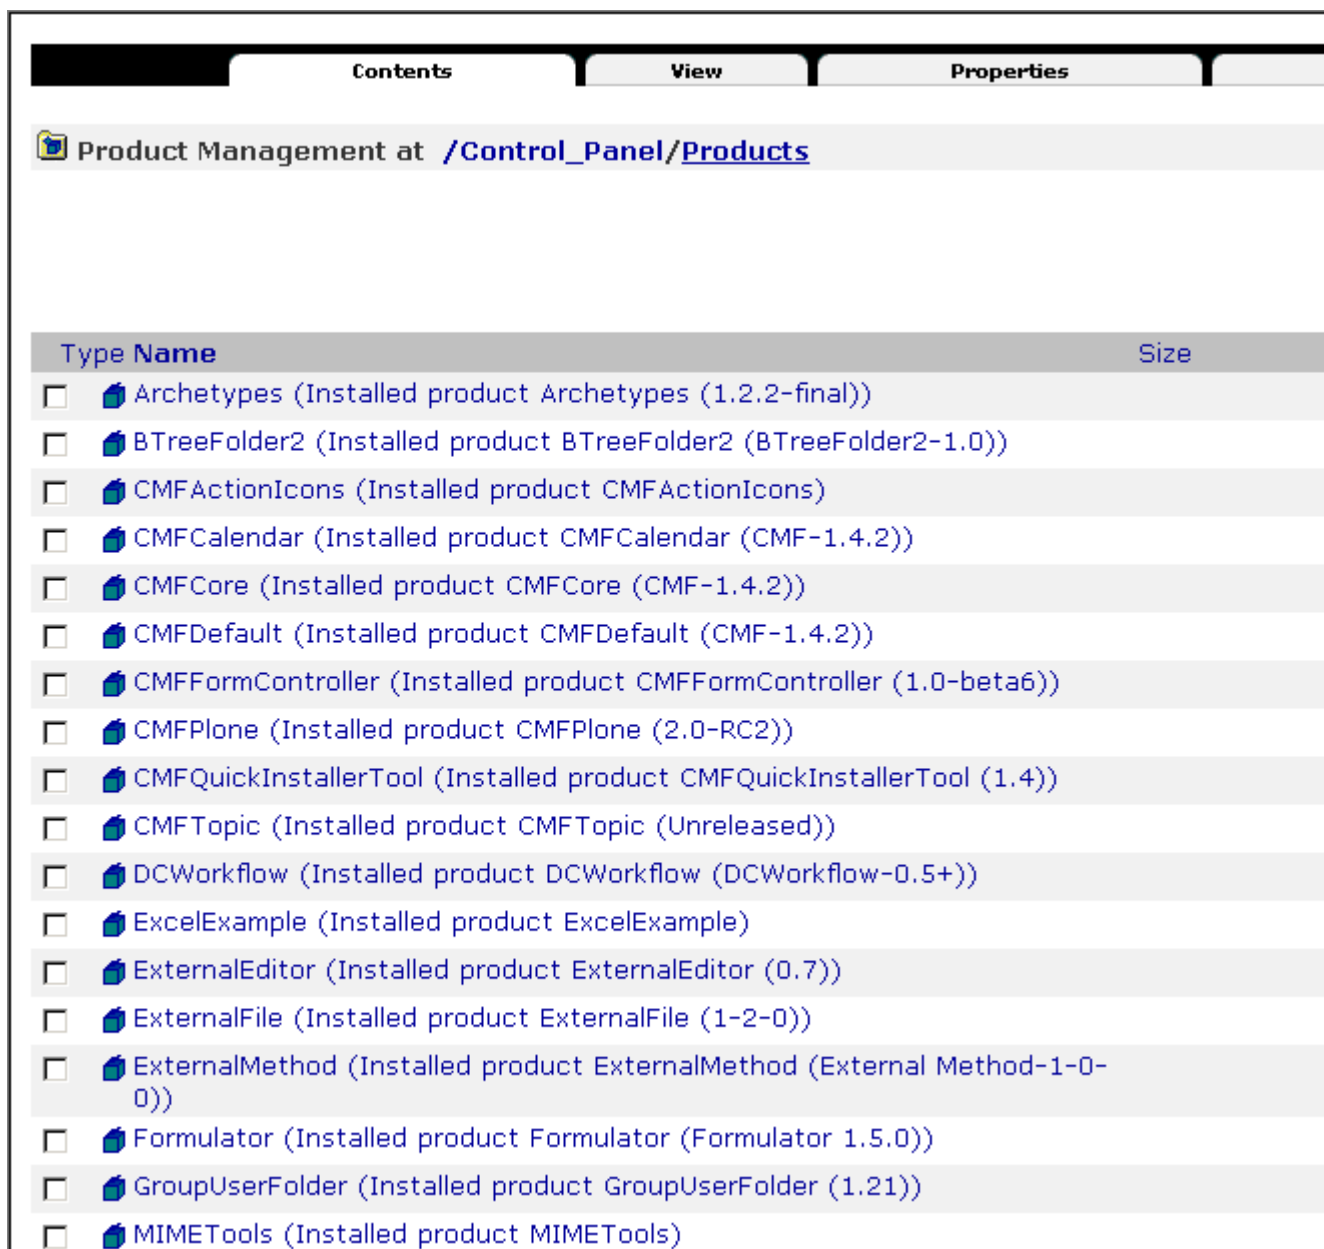 Contents View Properties
Product Management at /Control_Panel/Products
Type Name Size
Archetypes (Installed product Archetypes (1.2.2-final))
BTreeFolder2 (Installed product BTreeFolder2 (BTreeFolder2-1.0))
CMFActionIcons (Installed product CMFActionIcons)
CMFCalendar (Installed product CMFCalendar (CMF-1.4.2))
CMFCore (Installed product CMFCore (CMF-1.4.2))
CMFDefault (Installed product CMFDefault (CMF-1.4.2))
CMFFormController (Installed product CMFFormController (1.0-beta6))
CMFPlone (Installed product CMFPlone (2.0-RC2))
CMFQuickInstallerTool (Installed product CMFQuickInstallerTool (1.4))
CMFTopic (Installed product CMFTopic (Unreleased))
DCWorkflow (Installed product DCWorkflow (DCWorkflow-0.5+))
ExcelExample (Installed product ExcelExample)
ExternalEditor (Installed product ExternalEditor (0.7))
ExternalFile (Installed product ExternalFile (1-2-0))
ExternalMethod (Installed product ExternalMethod (External Method-1-0-
0))
Formulator (Installed product Formulator (Formulator 1.5.0))
GroupUserFolder (Installed product GroupUserFolder (1.21))
MIMETools (Installed product MIMETools)